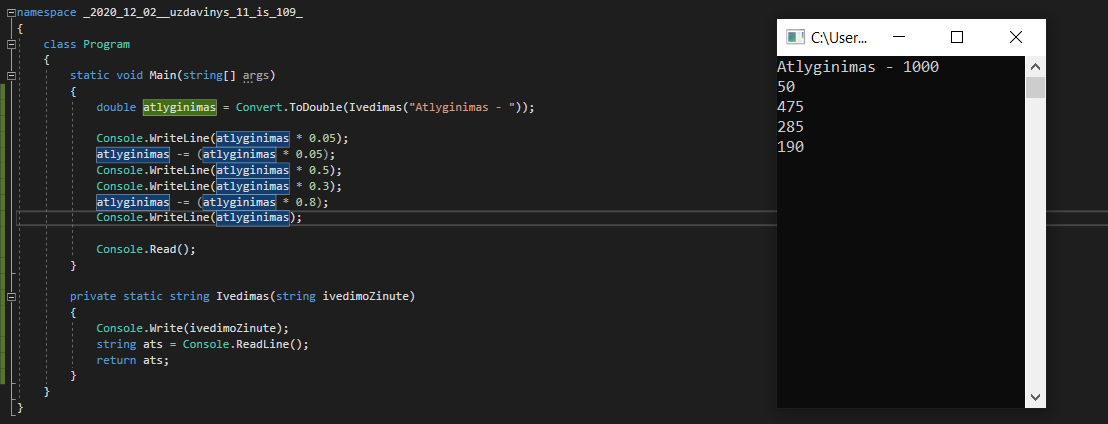 namespace _2020_12_02__uzdavinys_11_is_109_
{
class Program
{
static void Main(string[] args)
{
double atlyginimas = Convert.ToDouble(Ivedimas("Atlyginimas - "));
Console.WriteLine(atlyginimas * 0.05);
atlyginimas -= (atlyginimas * 0.05);
Console.WriteLine(atlyginimas * 0.5);
Console.WriteLine(atlyginimas * 0.3);
atlyginimas -= (atlyginimas * 0.8);
Console.WriteLine(atlyginimas);
Console.Read();
}
private static string Ivedimas(string ivedimoZinute)
{
Console.Write(ivedimoZinute);
string ats = Console.ReadLine();
return ats;
}
}
}
C:\User...
Atlyginimas - 1000
50
475
285
190